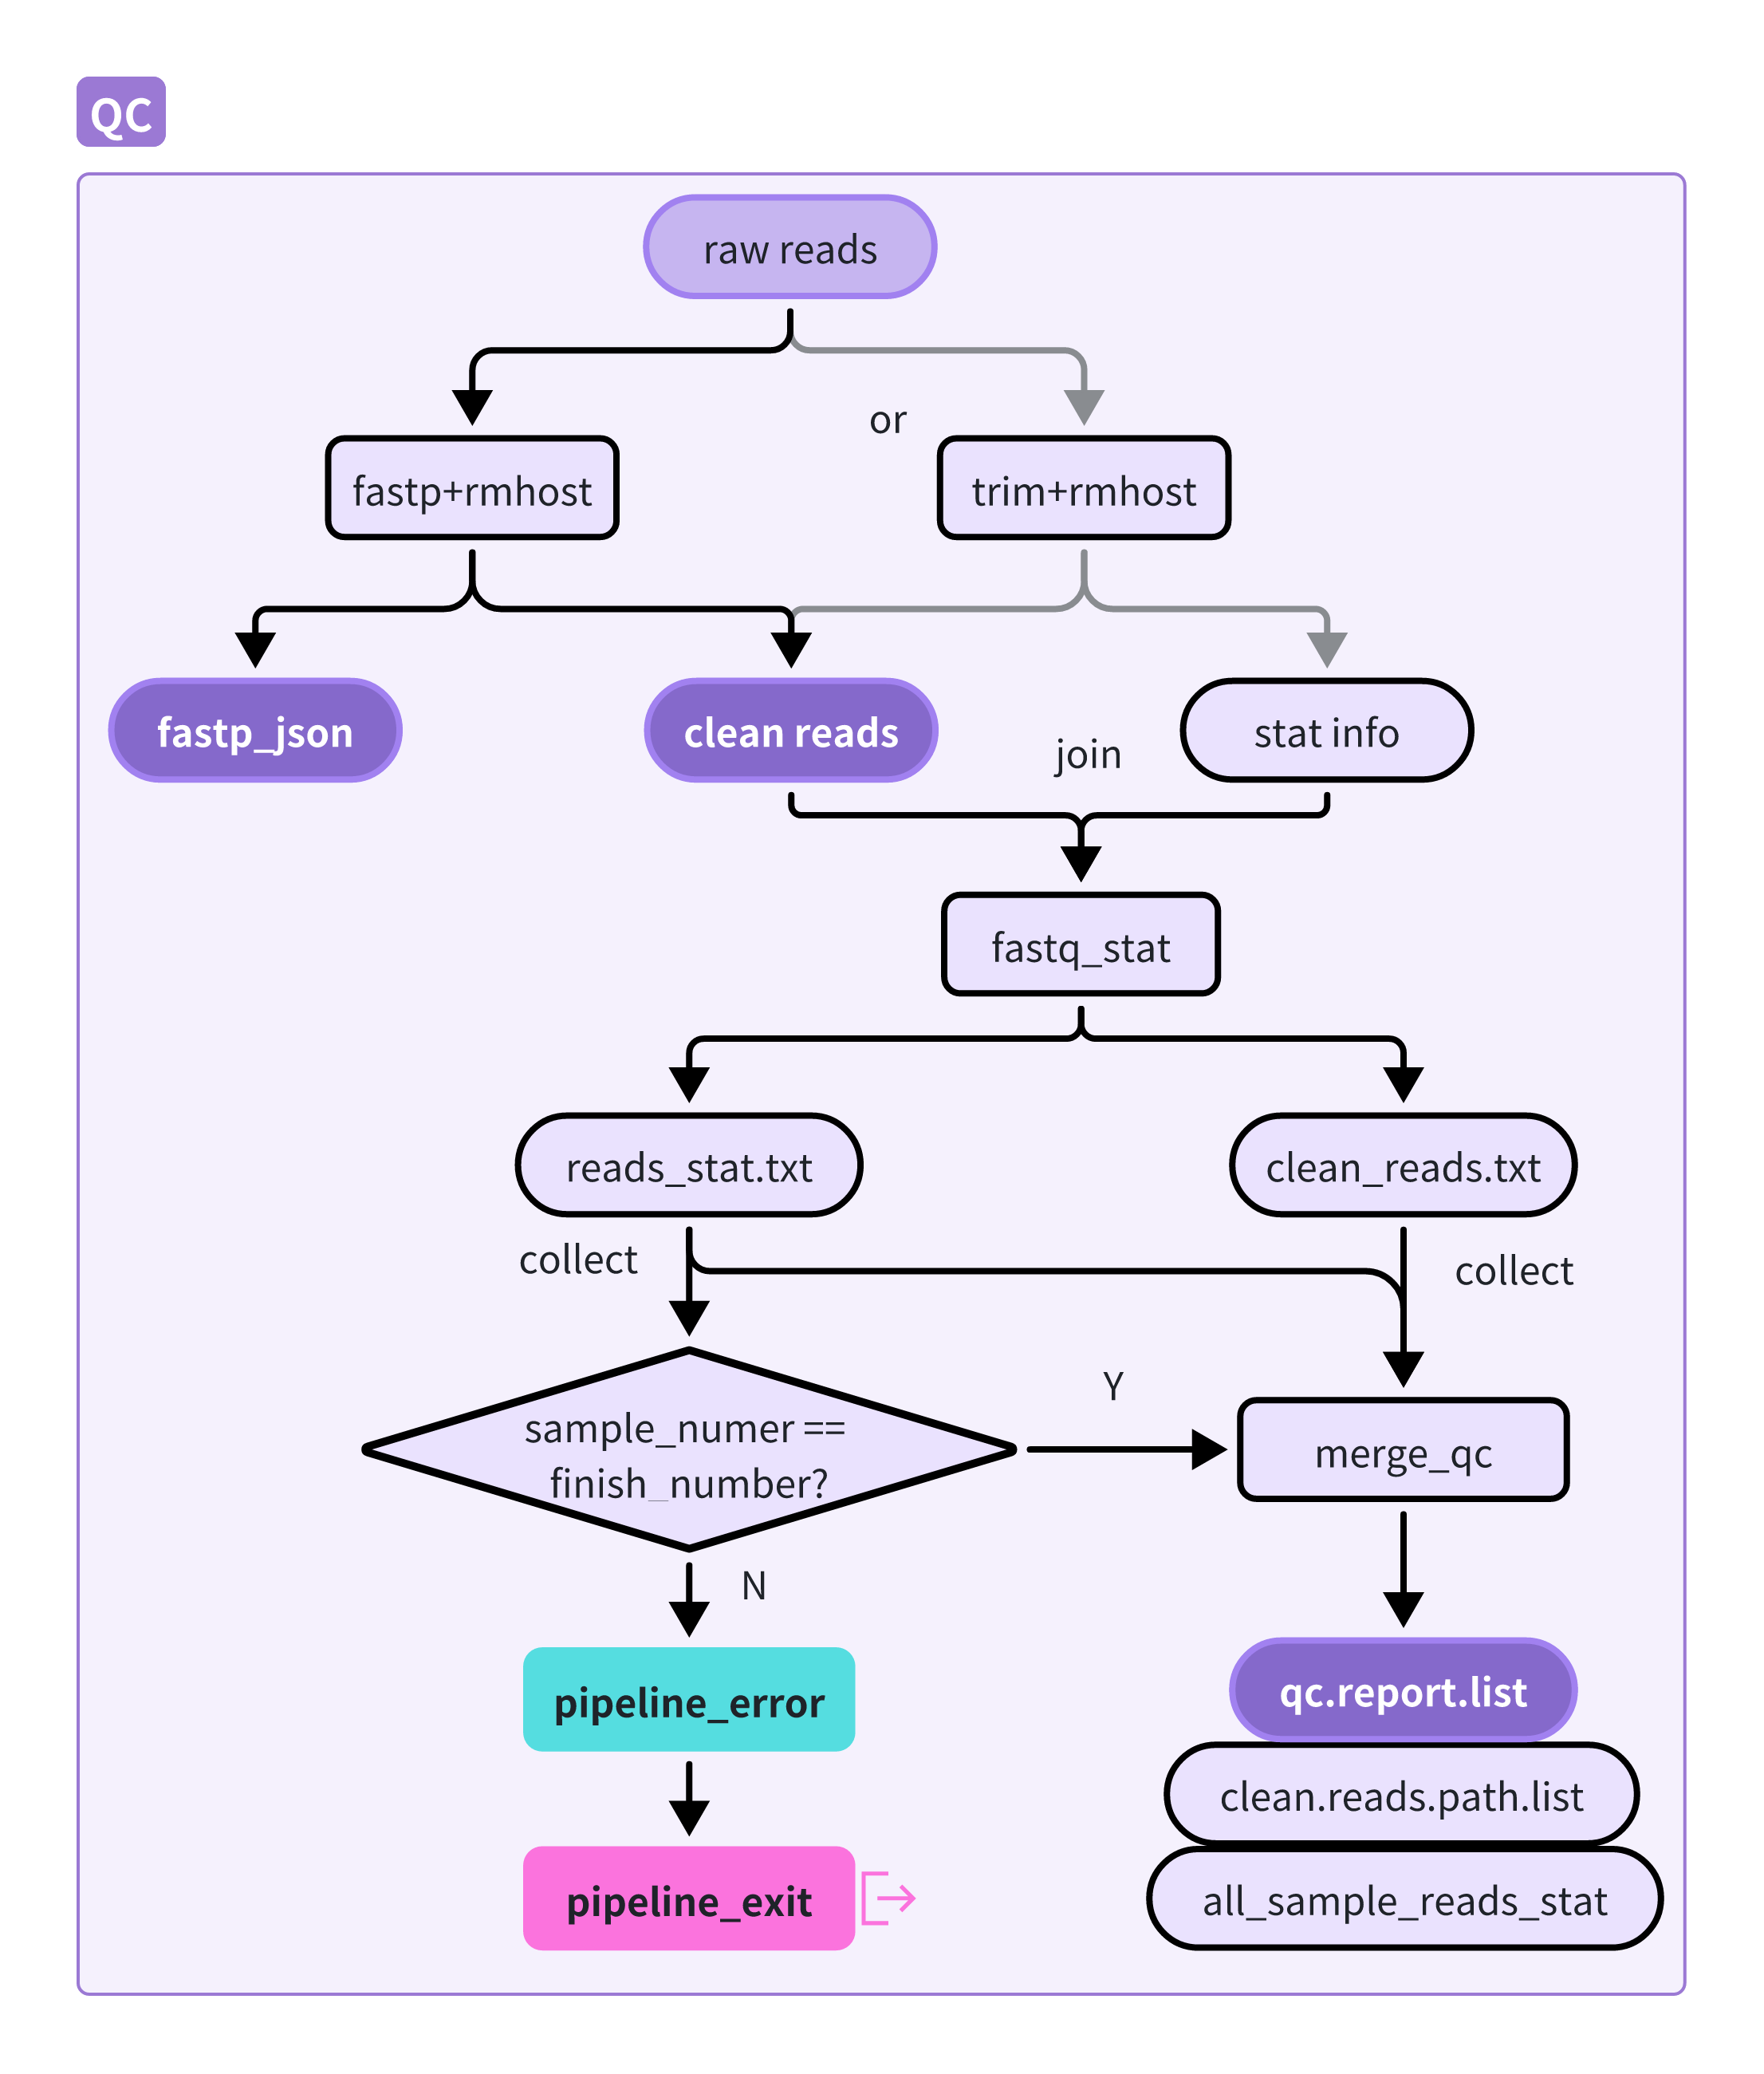 QC
raw reads
or
fastp+rmhost
trim+rmhost
fastp_json
clean reads
stat info
join
fastq_stat
reads_stat.txt
clean_reads.txt
collect
collect
Y
sample_numer ==
finish_number?
merge_qc
N
pipeline_error
qc.report.list
clean.reads.path.list
pipeline_exit
all_sample_reads_stat